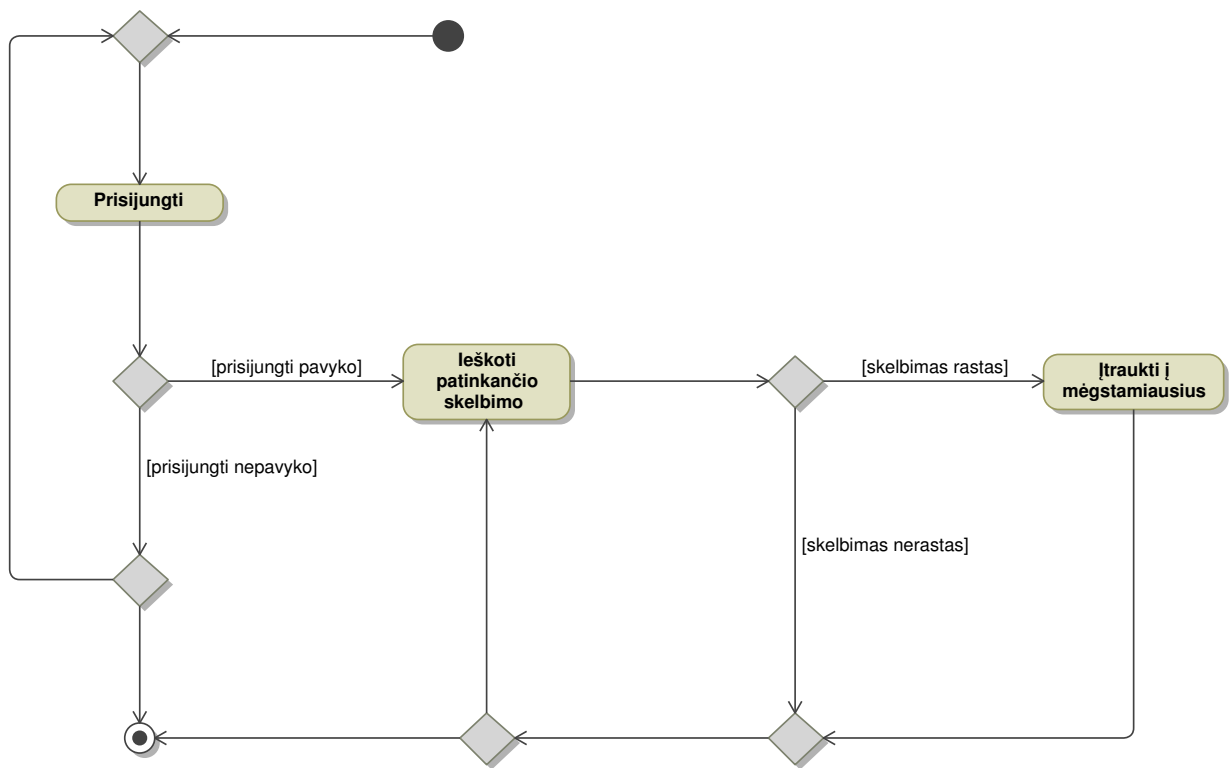 Prisijungti
[prisijungti pavyko]
Ieškoti
patinkančio
skelbimo
[skelbimas rastas]
Įtraukti į
mėgstamiausius
[prisijungti nepavyko]
[skelbimas nerastas]